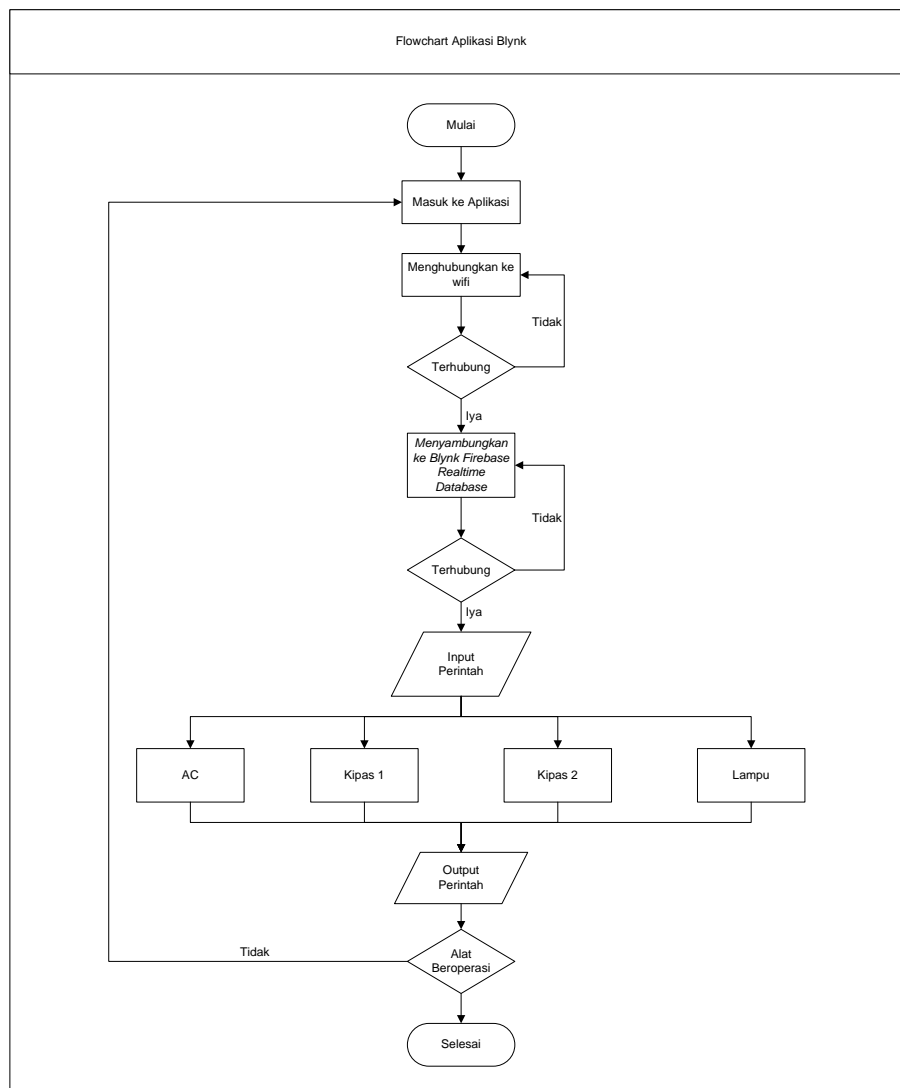 Flowchart Aplikasi Blynk
Mulai
Masuk ke Aplikasi
Menghubungkan ke
wifi
Tidak
Terhubung
Iya
Menyambungkan
ke Blynk Firebase
Realtime
Database
Tidak
Terhubung
Iya
Input
Perintah
AC
Kipas 1
Kipas 2
Lampu
Output
Perintah
Tidak
Alat
Beroperasi
Selesai